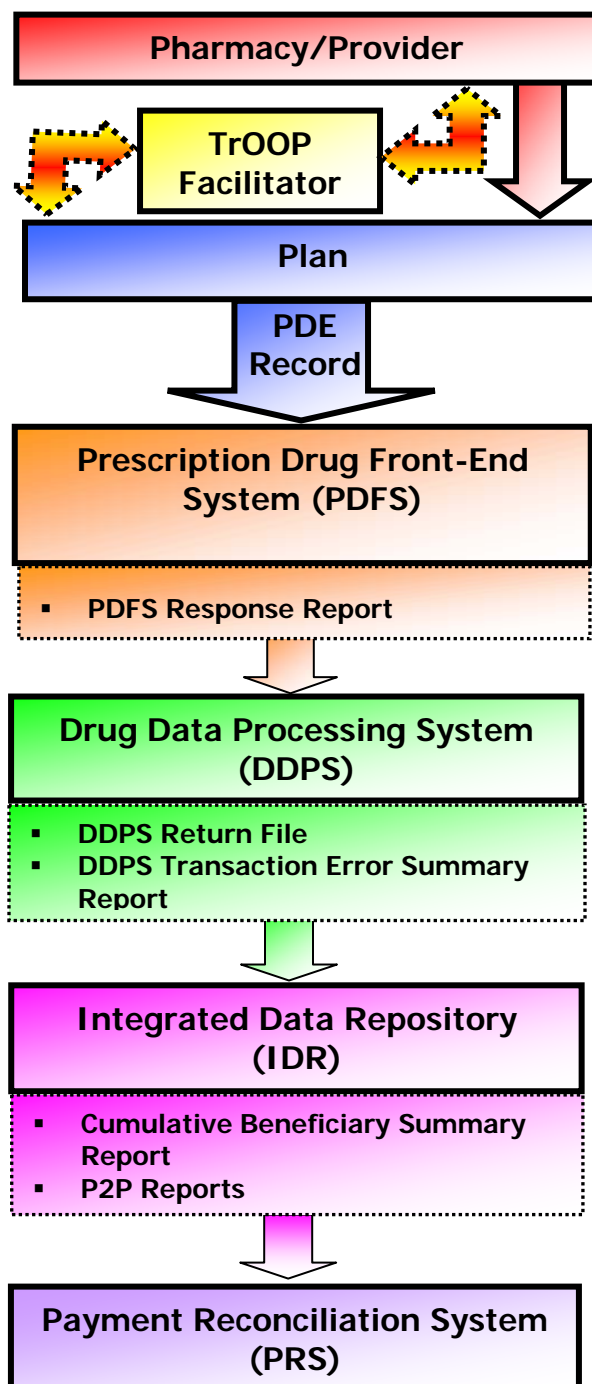 Pharmacy/Provider
TrOOP
Facilitator
Plan
PDE
Record
Prescription Drug Front-End
System (PDFS)
▪ PDFS Response Report
Drug Data Processing System
(DDPS)
▪ DDPS Return File
▪ DDPS Transaction Error Summary
Report
Integrated Data Repository
(IDR)
▪ Cumulative Beneficiary Summary
Report
▪ P2P Reports
Payment Reconciliation System
(PRS)